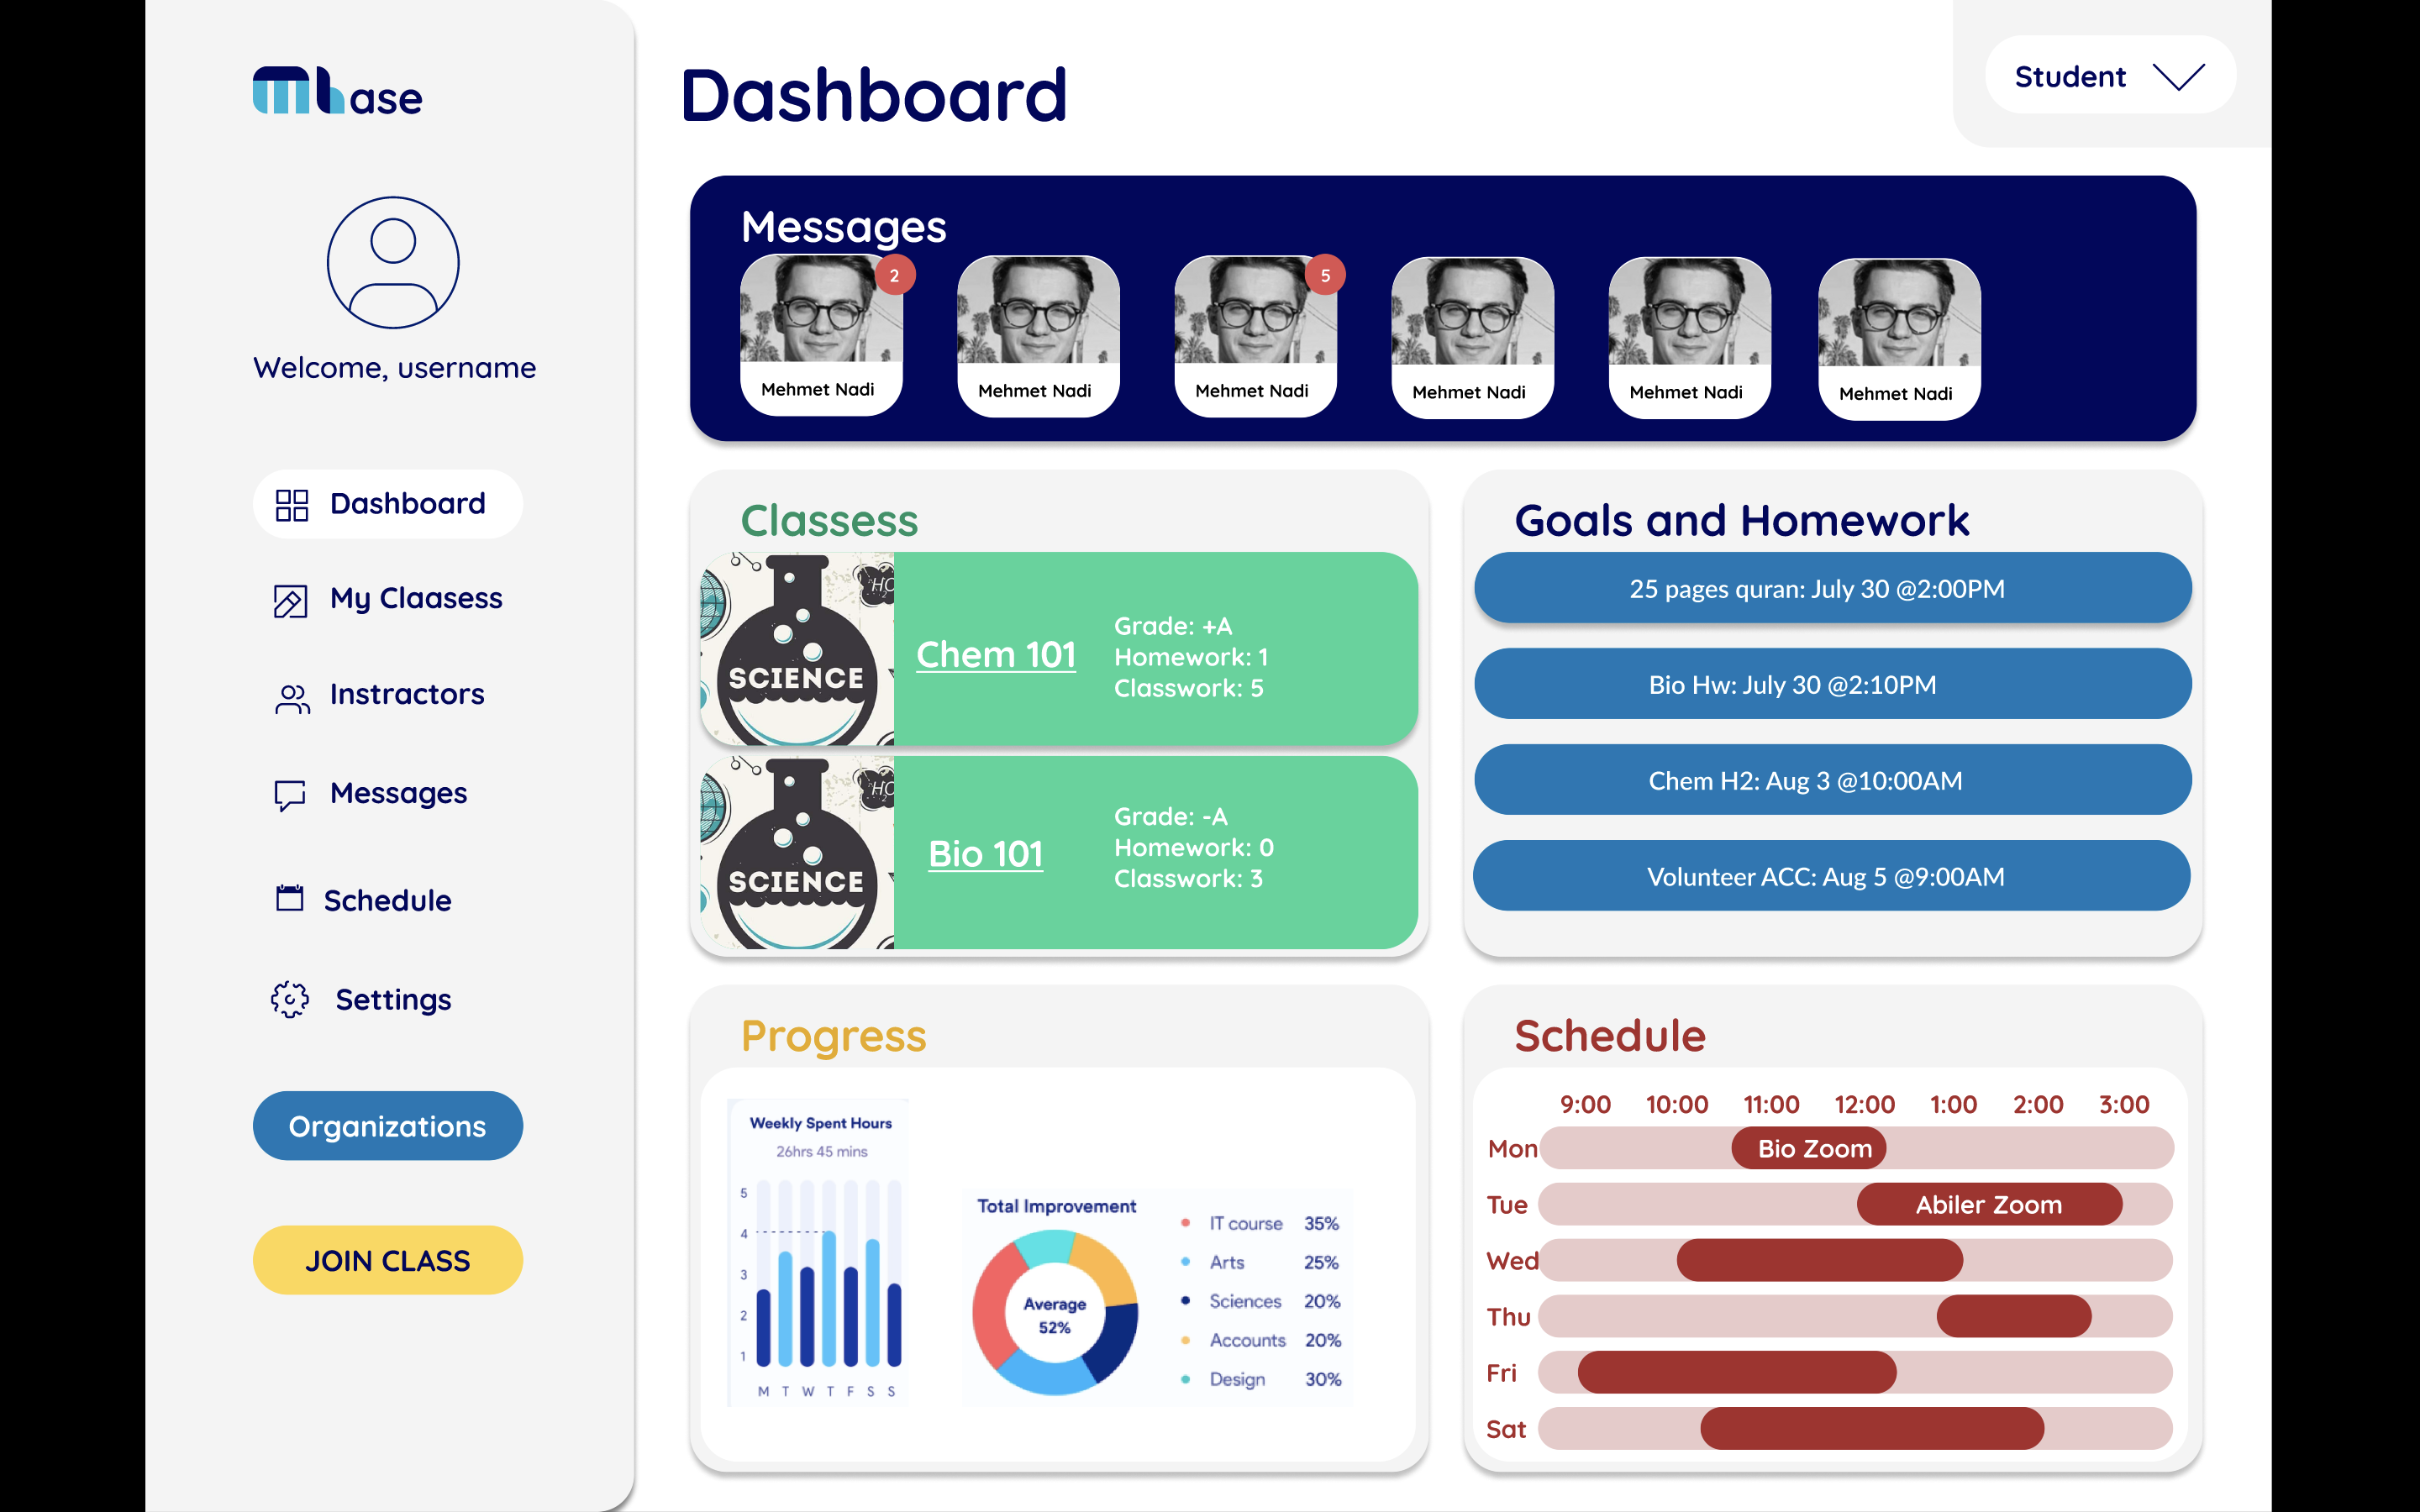 Mbase
Dashboard
Student
Welcome, username
Dashboard
My Claasess
Instractors
Messages
Schedule
Settings
Organizations
JOIN CLASS
Messages
2
5
Mehmet Nadi
Mehmet Nadi
Mehmet Nadi
Mehmet Nadi
Mehmet Nadi
Mehmet Nadi
Classess
SCIENCE
HO
2
Chem 101
Grade: +A
Homework: 1
Classwork: 5
SCIENCE
HO
2
Bio 101
Grade: -A
Homework: 0
Classwork: 3
Goals and Homework
25 pages quran: July 30 @2:00PM
Bio Hw: July 30 @2:10PM
Chem H2: Aug 3 @10:00AM
Volunteer ACC: Aug 5 @9:00AM
Progress
Weekly Spent Hours
26hrs 45 mins
5
4
3
2
1
M T W T F S S
Total Improvement
Average
52%
IT course 35%
Arts 25%
Sciences 20%
Accounts 20%
Design 30%
Schedule
9:00 10:00 11:00 12:00 1:00 2:00 3:00
Mon Bio Zoom
Tue Abiler Zoom
Wed
Thu
Fri
Sat